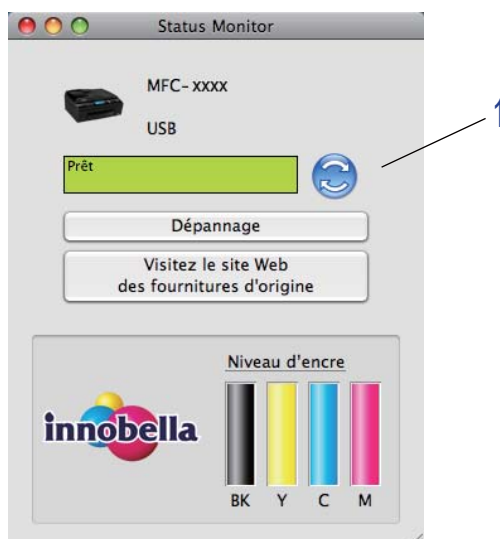 Status Monitor
MFC-xxxx
USB
Prêt
1
Dépannage
Visitez le site Web
des fournitures d'origine
Niveau d'encre
innobella
BK Y C M